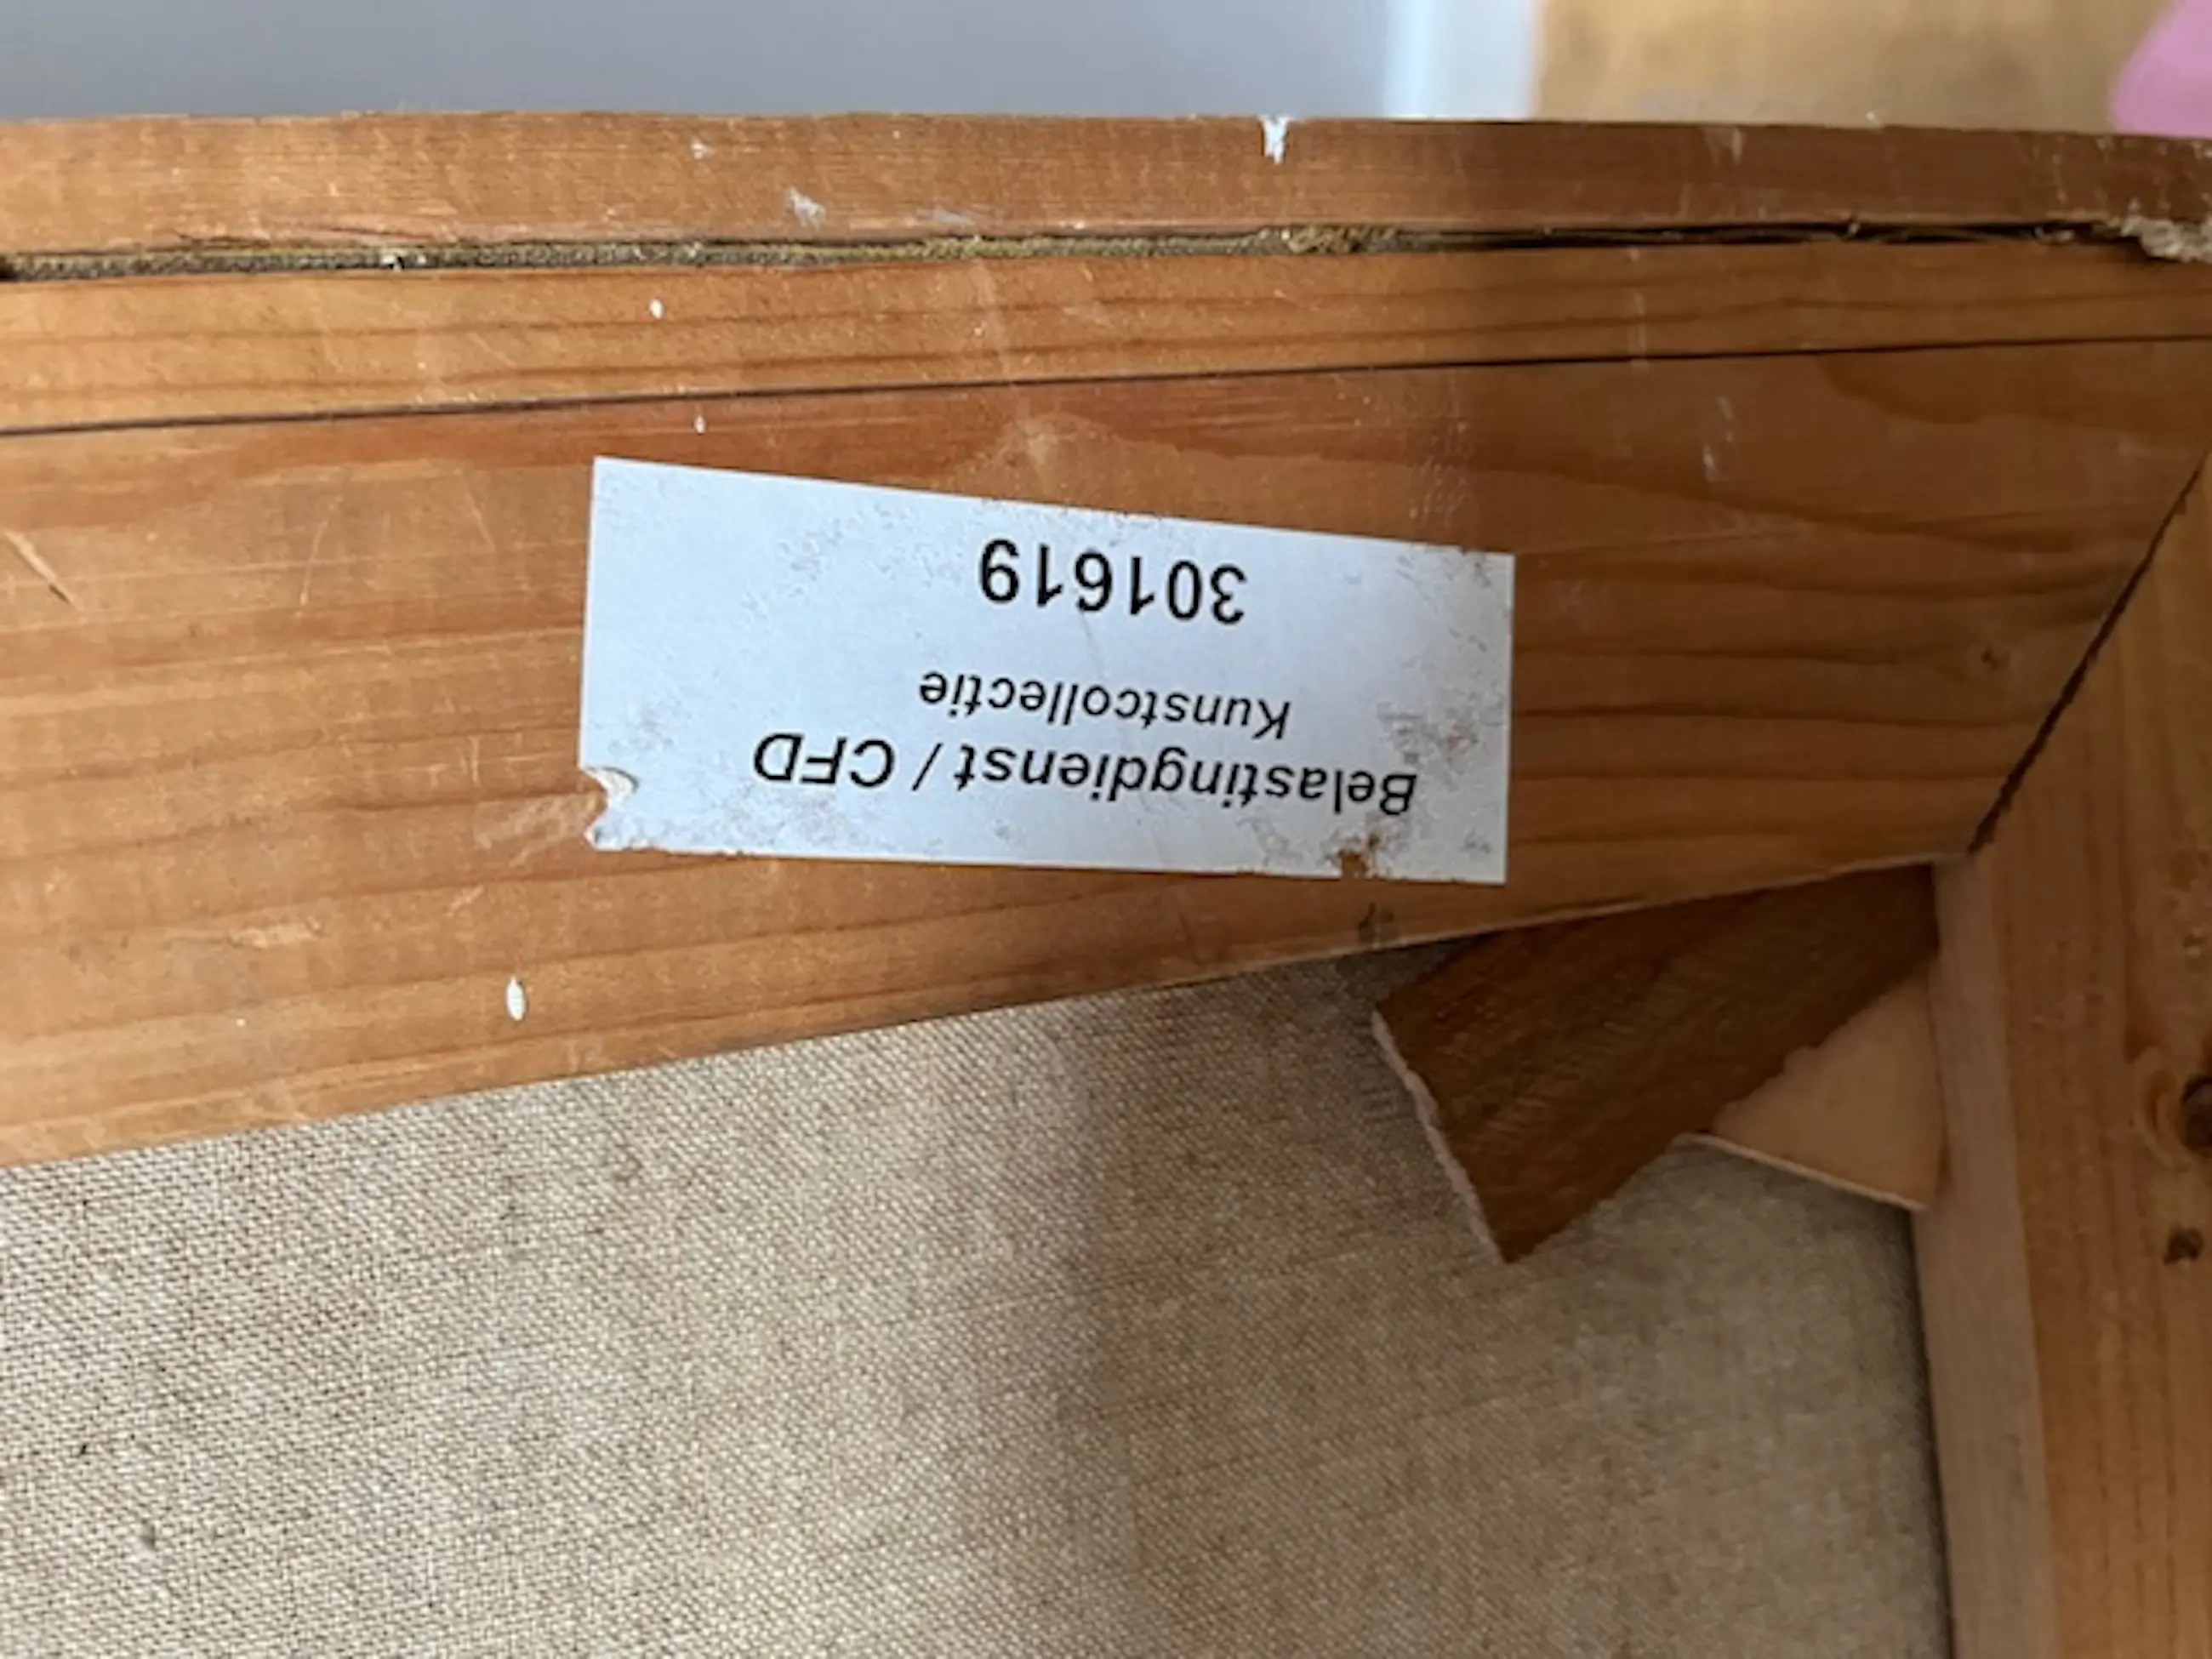 Belastingdienst / CFD
Kunstcollectie
301619